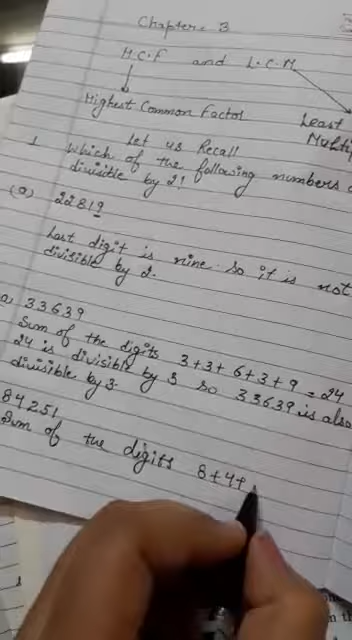 Chapter: 3
H.C.F and L.C.M
Highest Common Factor
Least
Multip
Let us Recall
1 Which of the following numbers
divisible by 2!
(a) 22819
Last digit is nine. So it is not
divisible by 2.
a) 33639
Sum of the digits 3+3+6+3+9 = 24
24 is divisible by 3 so 33639 is also
divisible by 3.
84251
Sum of the digits 8+4+